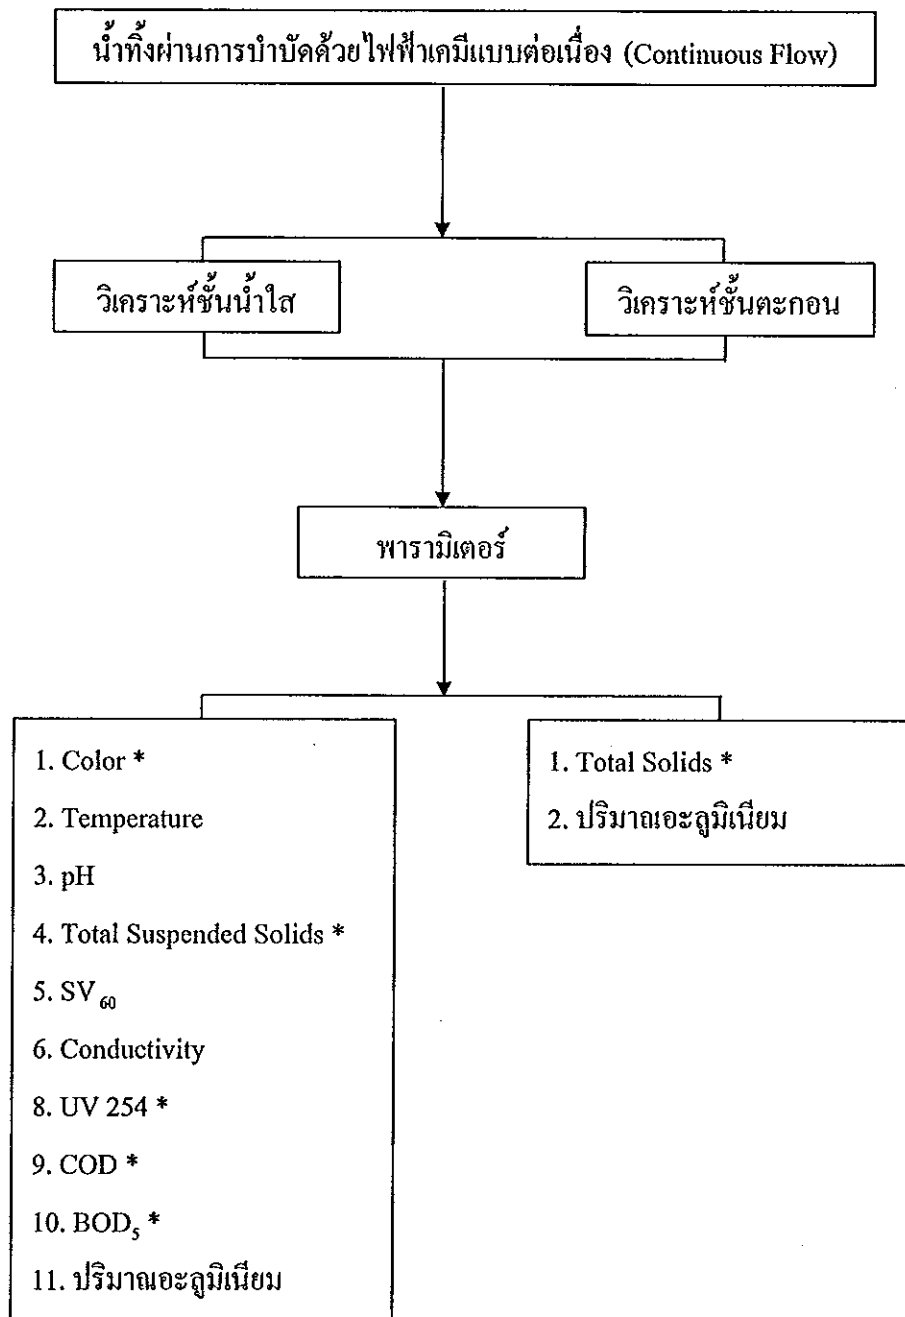 น้ำทิ้งผ่านการบำบัดด้วยไฟฟ้าเคมีแบบต่อเนื่อง (Continuous Flow)
วิเคราะห์ชั้นน้ำใส
วิเคราะห์ชั้นตะกอน
พารามิเตอร์
1. Color *
2. Temperature
3. pH
4. Total Suspended Solids *
5. SV₆₀
6. Conductivity
8. UV 254 *
9. COD *
10. BOD₅ *
11. ปริมาณอะลูมิเนียม
1. Total Solids *
2. ปริมาณอะลูมิเนียม